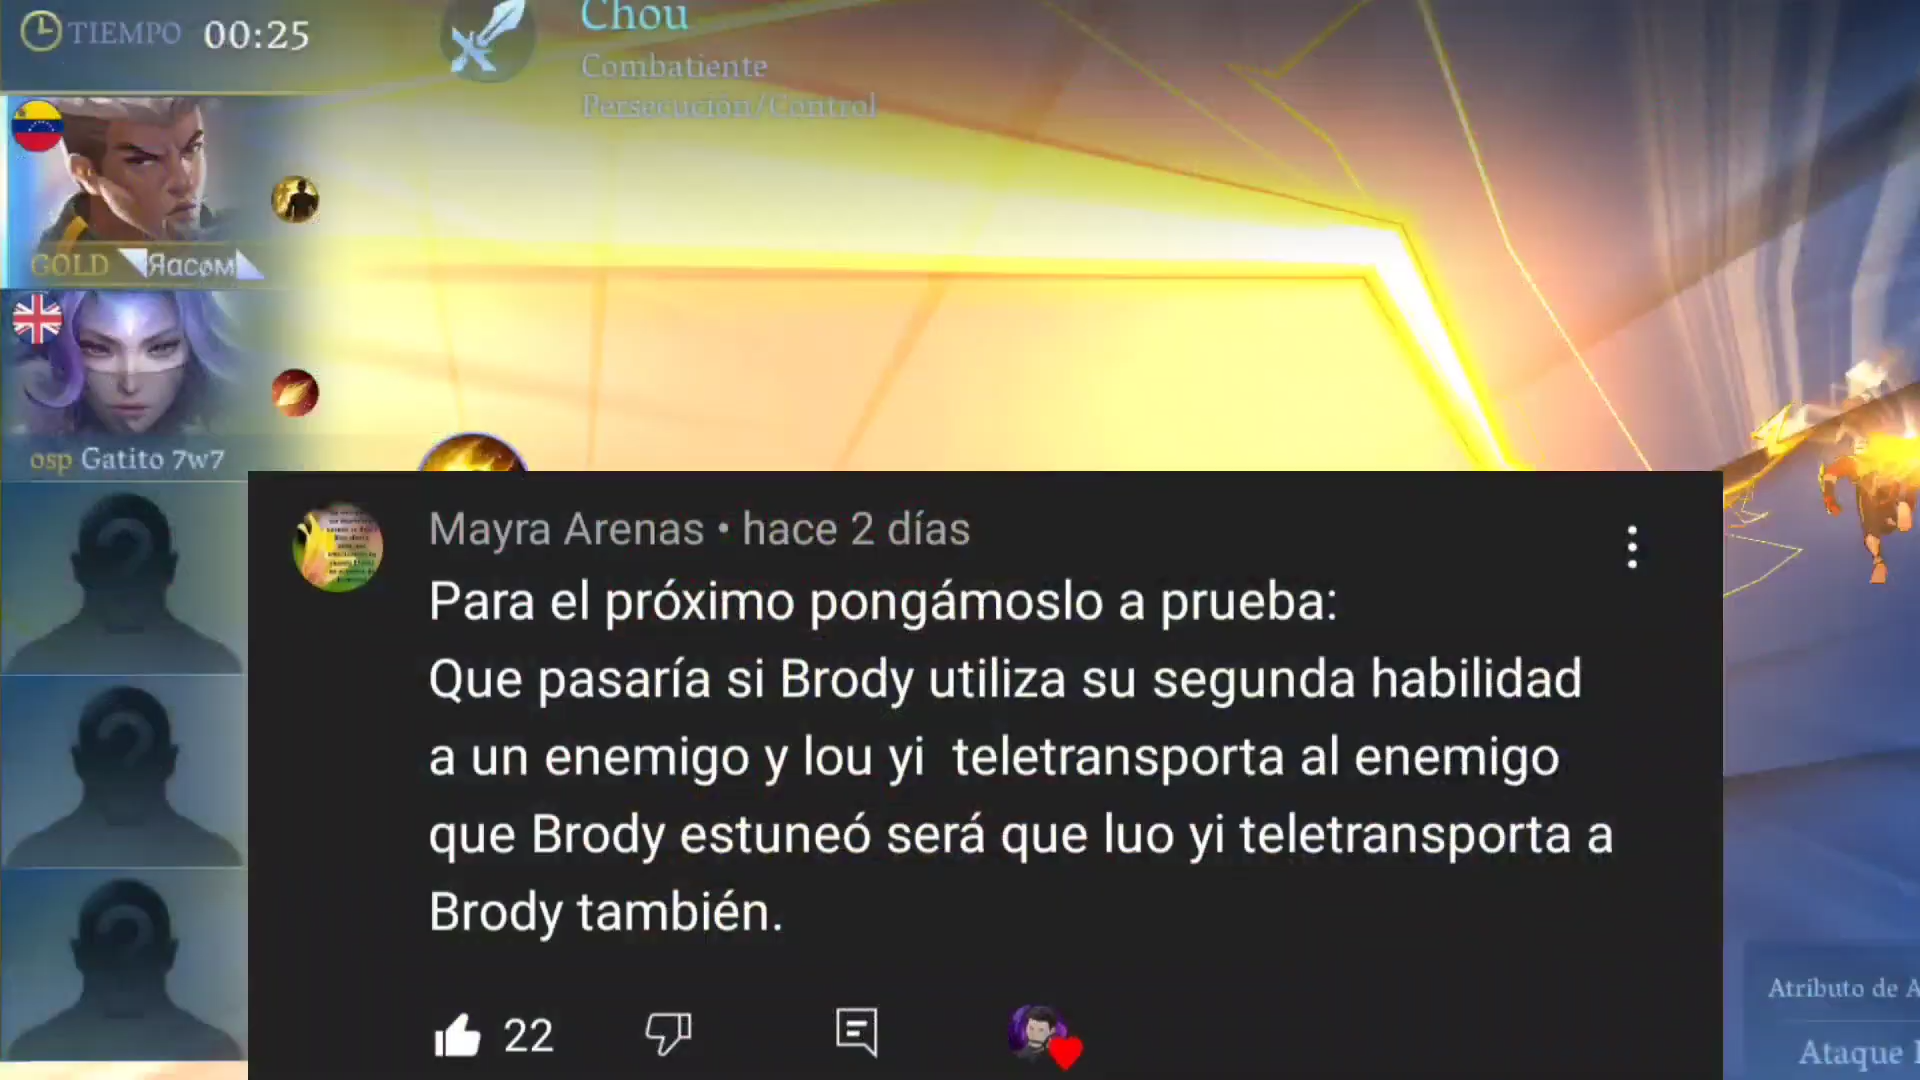 TIEMPO 00:25
Chou
Combatiente
Persecución/Control
GOLD ЯαcøM
osp Gatito 7w7
Mayra Arenas • hace 2 días
Para el próximo pongámoslo a prueba:
Que pasaría si Brody utiliza su segunda habilidad
a un enemigo y lou yi teletransporta al enemigo
que Brody estuneó será que luo yi teletransporta a
Brody también.
22
Atributo de A
Ataque